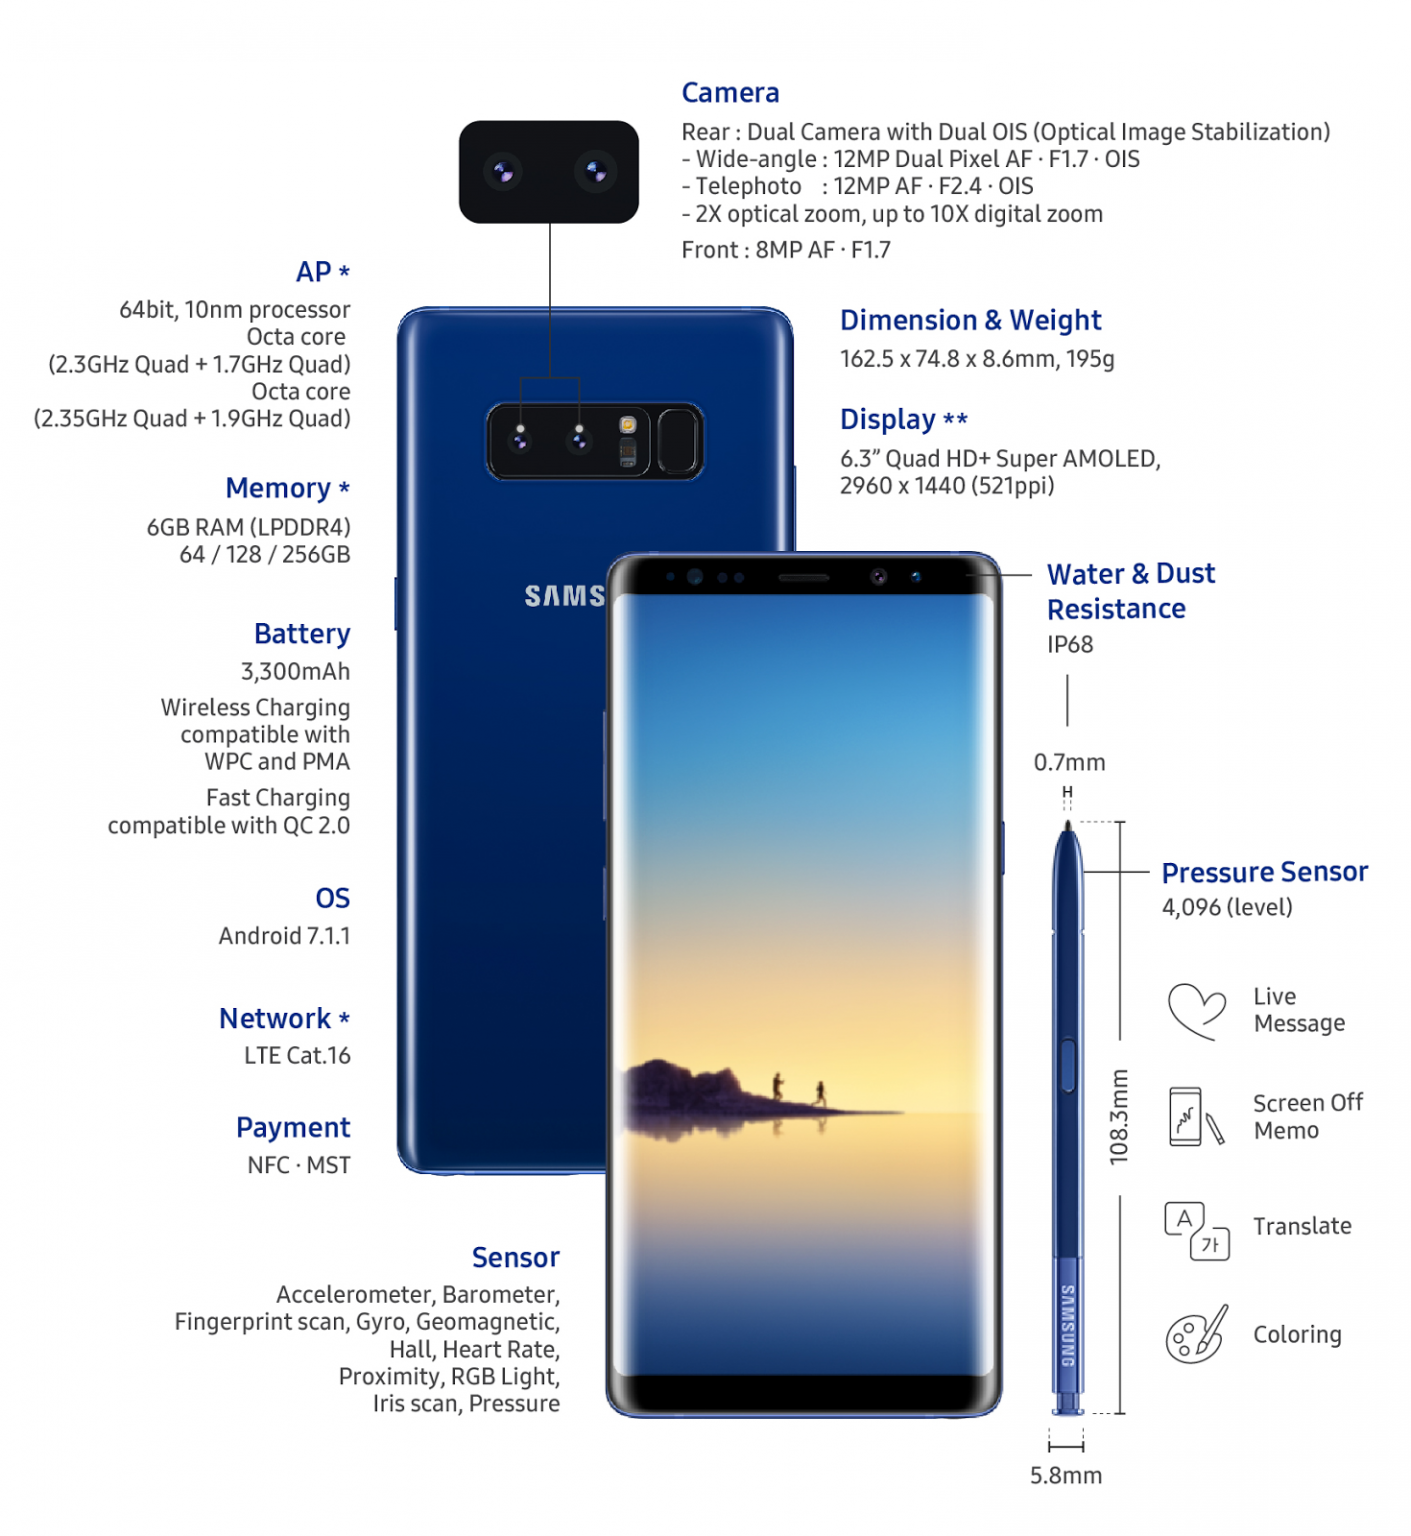 Camera
Rear : Dual Camera with Dual OIS (Optical Image Stabilization)
- Wide-angle : 12MP Dual Pixel AF · F1.7 · OIS
- Telephoto : 12MP AF · F2.4 · OIS
- 2X optical zoom, up to 10X digital zoom
Front : 8MP AF · F1.7
AP *
64bit, 10nm processor
Octa core
(2.3GHz Quad + 1.7GHz Quad)
Octa core
(2.35GHz Quad + 1.9GHz Quad)
Memory *
6GB RAM (LPDDR4)
64 / 128 / 256GB
Battery
3,300mAh
Wireless Charging
compatible with
WPC and PMA
Fast Charging
compatible with QC 2.0
OS
Android 7.1.1
Network *
LTE Cat.16
Payment
NFC · MST
Sensor
Accelerometer, Barometer,
Fingerprint scan, Gyro, Geomagnetic,
Hall, Heart Rate,
Proximity, RGB Light,
Iris scan, Pressure
SAMS
Dimension & Weight
162.5 x 74.8 x 8.6mm, 195g
Display **
6.3” Quad HD+ Super AMOLED,
2960 x 1440 (521ppi)
Water & Dust
Resistance
IP68
0.7mm
Pressure Sensor
4,096 (level)
108.3mm
SAMSUNG
5.8mm
Live
Message
Screen Off
Memo
A
가
Translate
Coloring